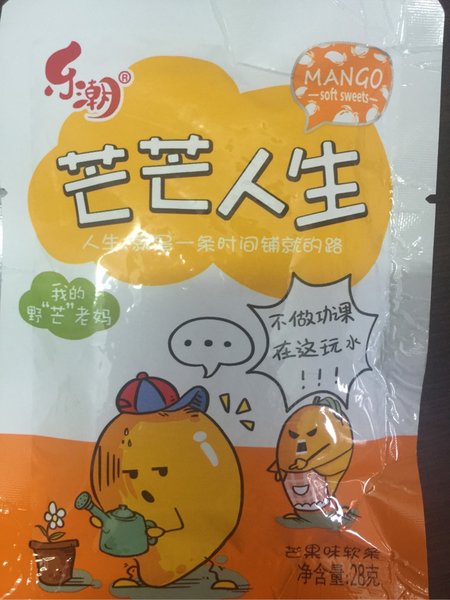 乐潮®
MANGO
soft sweets
芒芒人生
人生,就是一条时间铺就的路
我的
野"芒"老妈
...
不做功课
在这玩水
!!!
芒果味软条
净含量:28克